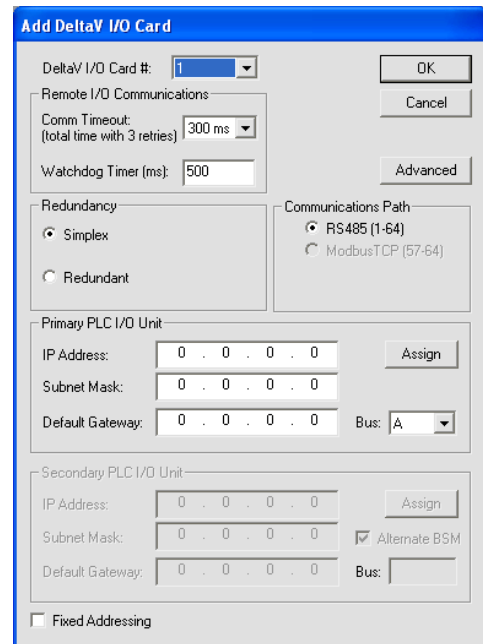 Add DeltaV I/O Card
DeltaV I/O Card #: 1
OK
Remote I/O Communications
Cancel
Comm Timeout:
(total time with 3 retries) 300 ms
Watchdog Timer (ms): 500
Advanced
Redundancy
Simplex
Redundant
Communications Path
RS485 (1-64)
ModbusTCP (57-64)
Primary PLC I/O Unit
IP Address: 0 . 0 . 0 . 0
Assign
Subnet Mask: 0 . 0 . 0 . 0
Default Gateway: 0 . 0 . 0 . 0
Bus: A
Secondary PLC I/O Unit
IP Address: 0 . 0 . 0 . 0
Assign
Subnet Mask: 0 . 0 . 0 . 0
Alternate BSM
Default Gateway: 0 . 0 . 0 . 0
Bus:
Fixed Addressing